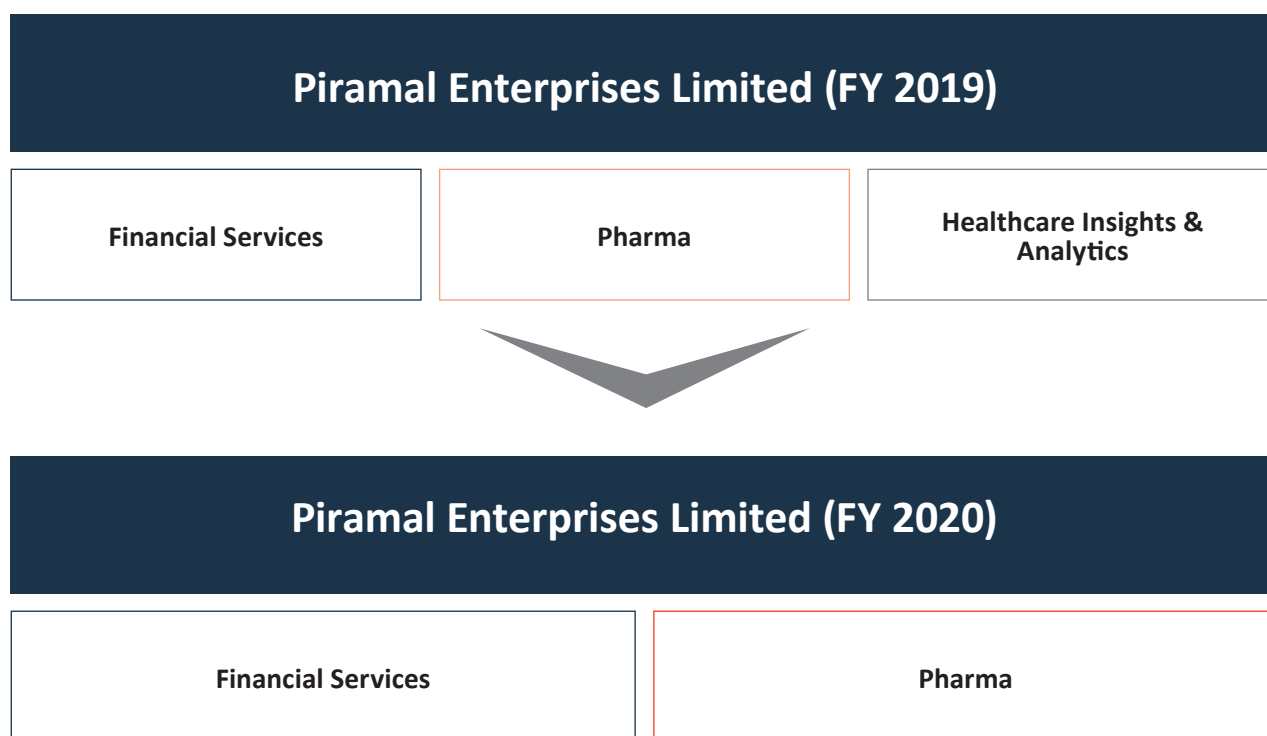 Piramal Enterprises Limited (FY 2019)
Financial Services
Pharma
Healthcare Insights &
Analytics
Piramal Enterprises Limited (FY 2020)
Financial Services
Pharma